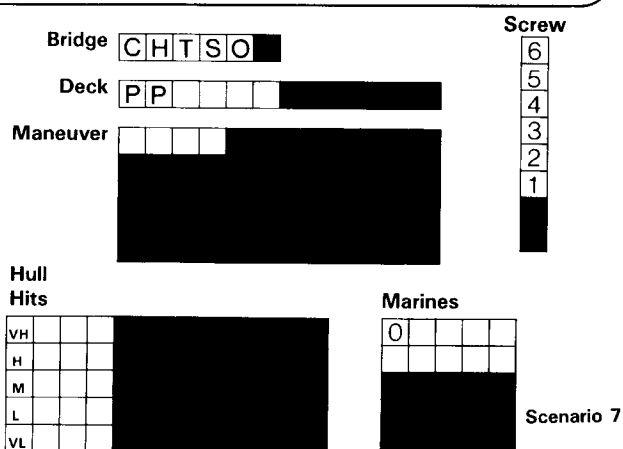 Screw
Bridge C H T S O
6
5
4
3
2
1
Deck P P
Maneuver
Hull
Hits
VH
H
M
L
VL
Marines
O
Scenario 7